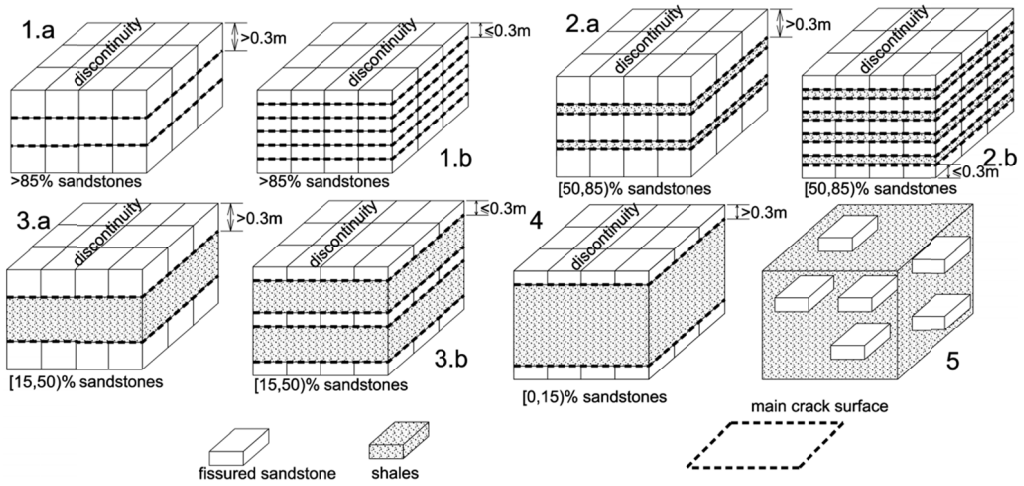 1.a
discontinuity
>0.3m
>85% sandstones
discontinuity
≤0.3m
1.b
>85% sandstones
2.a
discontinuity
>0.3m
[50,85)% sandstones
discontinuity
≤0.3m
2.b
≤0.3m
[50,85)% sandstones
3.a
discontinuity
>0.3m
[15,50)% sandstones
discontinuity
≤0.3m
3.b
[15,50)% sandstones
4
discontinuity
>0.3m
[0,15)% sandstones
5
fissured sandstone
shales
main crack surface